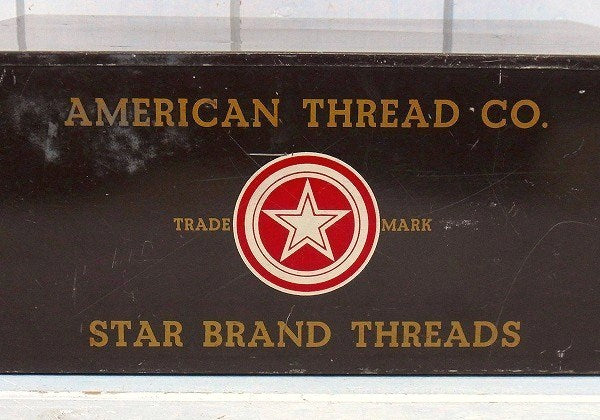 AMERICAN THREAD CO.
TRADE MARK
STAR BRAND THREADS